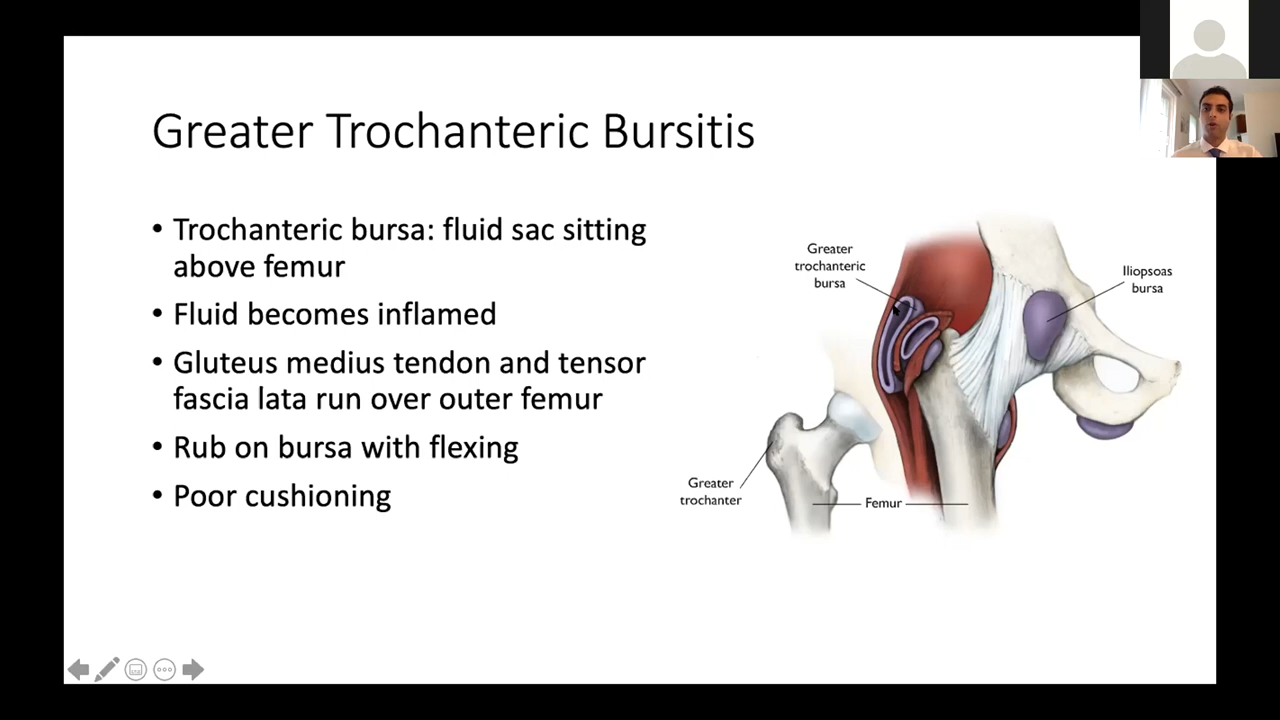 Greater Trochanteric Bursitis
• Trochanteric bursa: fluid sac sitting
above femur
• Fluid becomes inflamed
• Gluteus medius tendon and tensor
fascia lata run over outer femur
• Rub on bursa with flexing
• Poor cushioning
Greater
trochanteric
bursa
Iliopsoas
bursa
Greater
trochanter
Femur